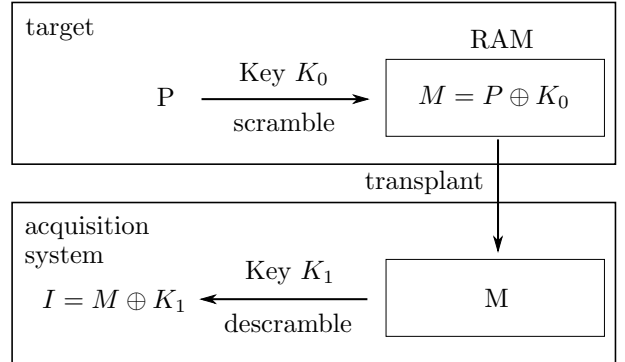 target
RAM
Key K₀
P
M = P ⊕ K₀
scramble
transplant
acquisition
system
Key K₁
I = M ⊕ K₁
M
descramble